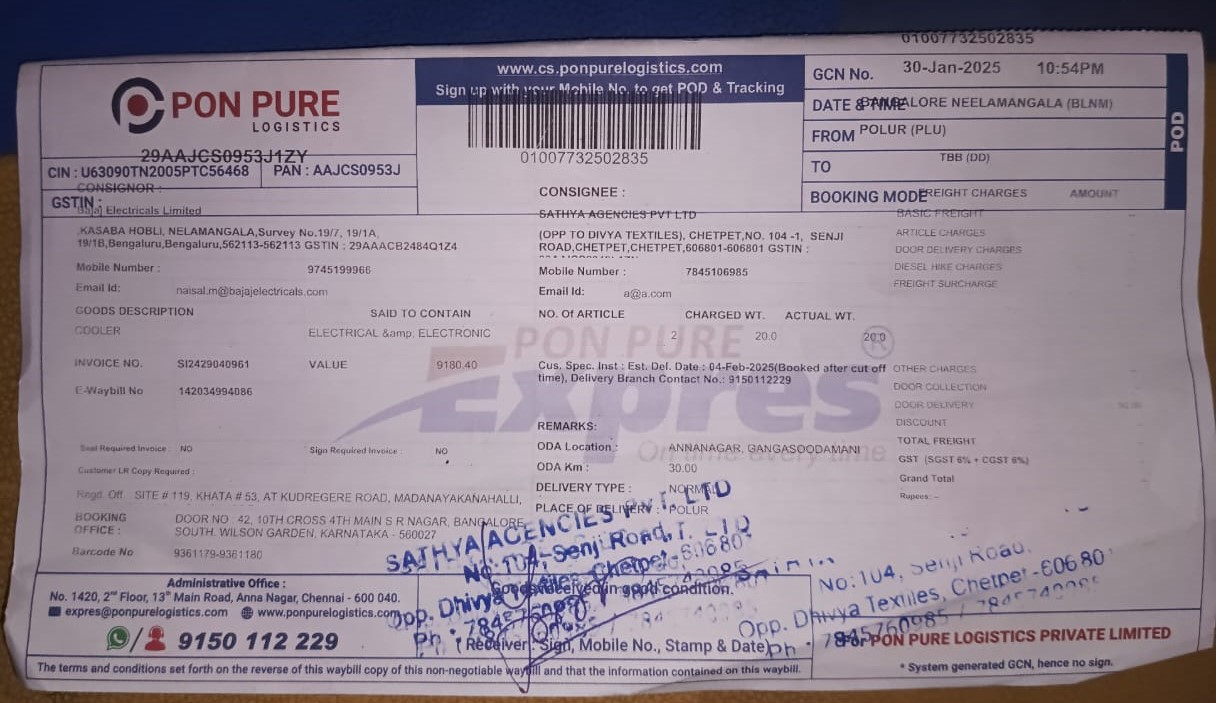 01007732502835
PON PURE
LOGISTICS
29AAJCS0953J1ZY
CIN : U63090TN2005PTC56468 PAN : AAJCS0953J
CONSIGNOR :
GSTIN :
Bajaj Electricals Limited
KASABA HOBLI, NELAMANGALA,Survey No.19/7, 19/1A,
19/1B,Bengaluru,Bengaluru,562113-562113 GSTIN : 29AAACB2484Q1Z4
Mobile Number : 9745199966
Email Id: naisal.m@bajajelectricals.com
GOODS DESCRIPTION SAID TO CONTAIN
COOLER ELECTRICAL &amp; ELECTRONIC
INVOICE NO. SI2429040961 VALUE 9180.40
E-Waybill No 142034994086
Seal Required Invoice : NO Sign Required Invoice : NO
Customer LR Copy Required :
Regd. Off. SITE # 119, KHATA # 53, AT KUDREGERE ROAD, MADANAYAKANAHALLI,
BOOKING OFFICE : DOOR NO : 42, 10TH CROSS 4TH MAIN S R NAGAR, BANGALORE
SOUTH. WILSON GARDEN, KARNATAKA - 560027
Barcode No 9361179-9361180
www.cs.ponpurelogistics.com
Sign up with your Mobile No. to get POD & Tracking
01007732502835
CONSIGNEE :
SATHYA AGENCIES PVT LTD
(OPP TO DIVYA TEXTILES), CHETPET,NO. 104 -1, SENJI
ROAD,CHETPET,CHETPET,606801-606801 GSTIN :
Mobile Number : 7845106985
Email Id: a@a.com
NO. Of ARTICLE CHARGED WT. ACTUAL WT.
2 20.0 20.0
PON PURE
Expres
On time every time
Cus. Spec. Inst : Est. Del. Date : 04-Feb-2025(Booked after cut off
time), Delivery Branch Contact No.: 9150112229
REMARKS:
ODA Location : ANNANAGAR, GANGASOODAMANI
ODA Km : 30.00
DELIVERY TYPE : NORMAL
PLACE OF DELIVERY : POLUR
GCN No. 30-Jan-2025 10:54PM
DATE & TIME BANGALORE NEELAMANGALA (BLNM)
FROM POLUR (PLU)
TO TBB (DD)
BOOKING MODE FREIGHT CHARGES AMOUNT
POD
BASIC FREIGHT
ARTICLE CHARGES
DOOR DELIVERY CHARGES
DIESEL HIKE CHARGES
FREIGHT SURCHARGE
OTHER CHARGES
DOOR COLLECTION
DOOR DELIVERY
DISCOUNT
TOTAL FREIGHT
GST (SGST 6% + CGST 6%)
Grand Total
Rupees: -
SATHYA AGENCIES PVT, LTD
No:104, Senji Road,
Chetpet-60680
Opp. Dhivya
Ph :
No:104, Senji Road,
Dhivya Textiles, Chetpet-60680
Opp.
Ph : 7845760985 /
Administrative Office :
No. 1420, 2nd Floor, 13th Main Road, Anna Nagar, Chennai - 600 040.
expres@ponpurelogistics.com www.ponpurelogistics.com
9150 112 229
Goods Received in good condition.
(Receiver: Sign, Mobile No., Stamp & Date)
For PON PURE LOGISTICS PRIVATE LIMITED
* System generated GCN, hence no sign.
The terms and conditions set forth on the reverse of this waybill copy of this non-negotiable waybill and that the information contained on this waybill.